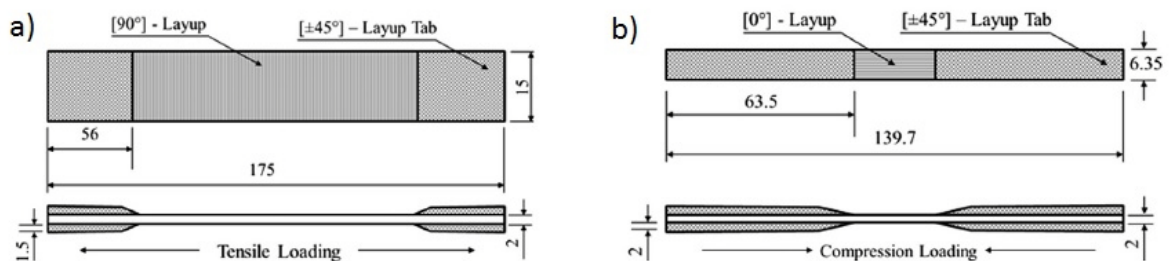 a)
[90°] - Layup
[±45°] – Layup Tab
15
56
175
1.5
2
Tensile Loading
b)
[0°] - Layup
[±45°] – Layup Tab
6.35
63.5
139.7
2
2
Compression Loading